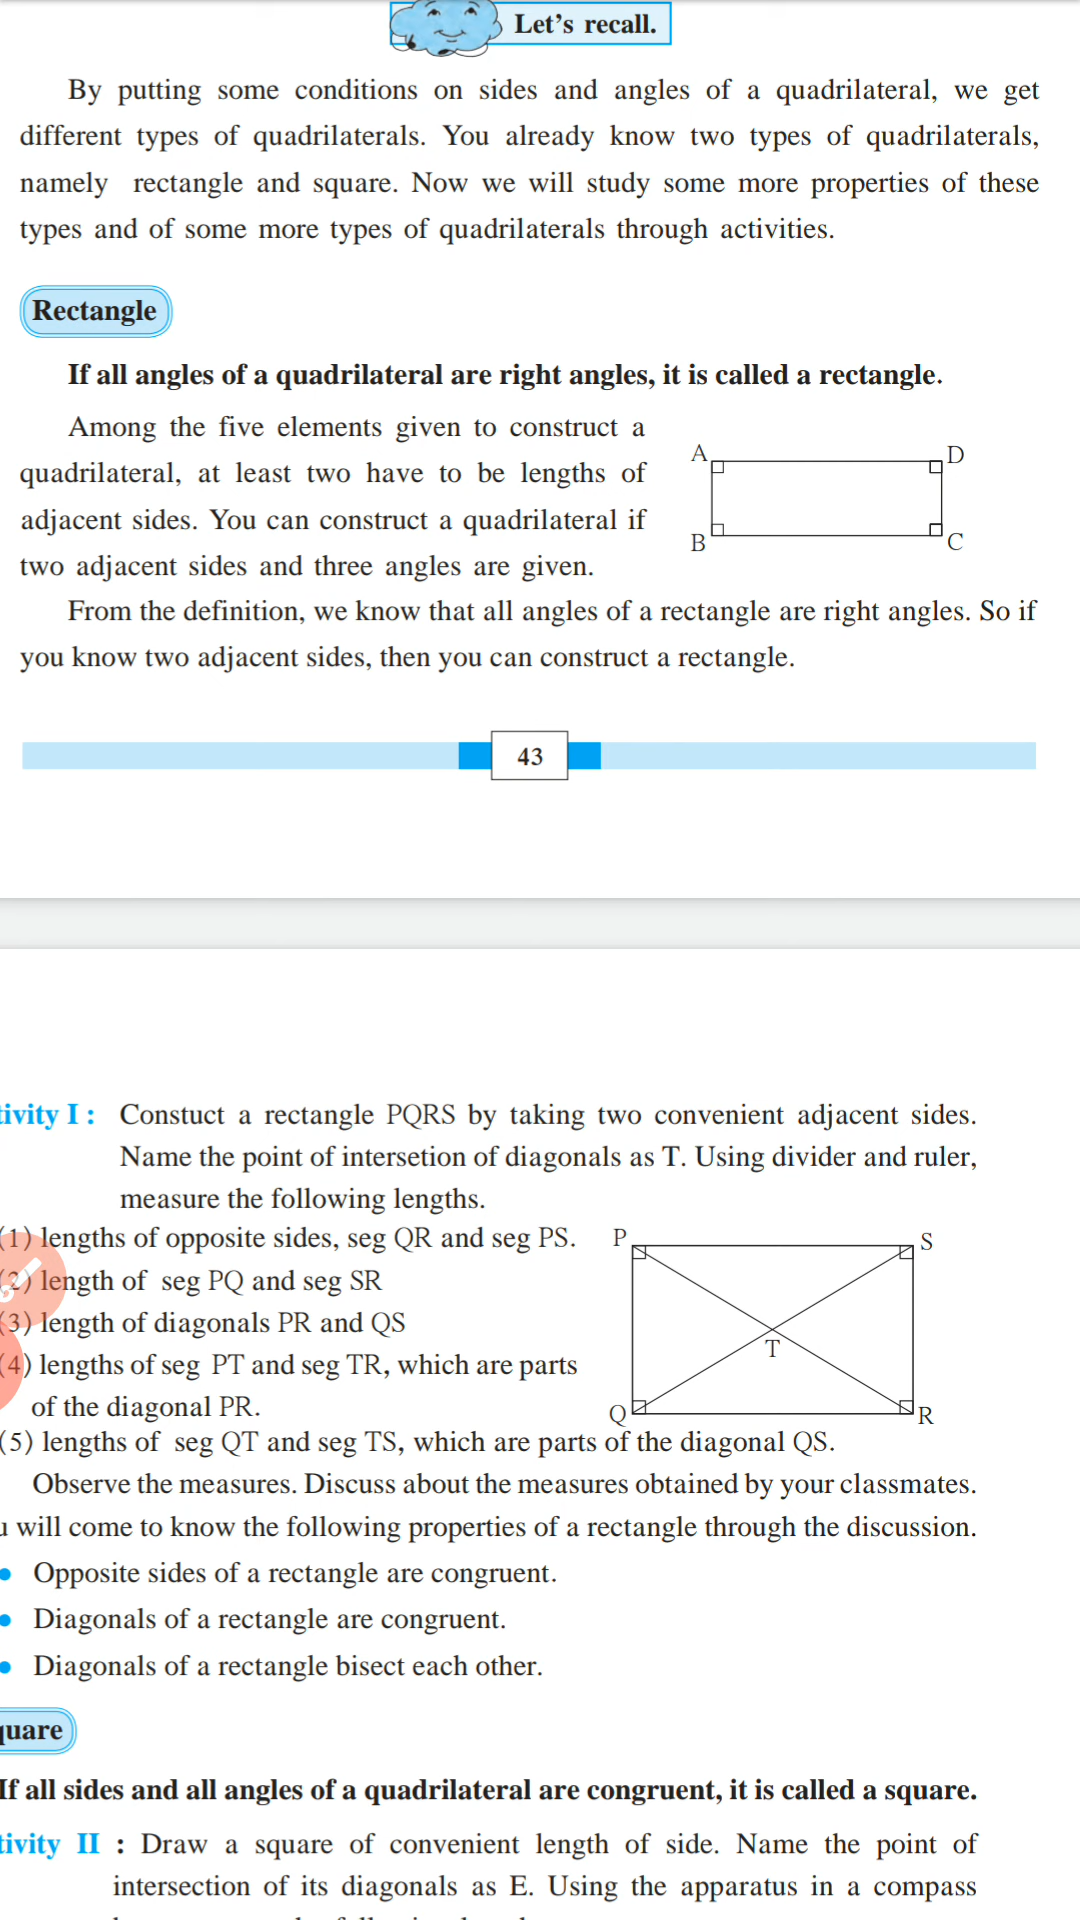 Let's recall.
By putting some conditions on sides and angles of a quadrilateral, we get
different types of quadrilaterals. You already know two types of quadrilaterals,
namely rectangle and square. Now we will study some more properties of these
types and of some more types of quadrilaterals through activities.
Rectangle
If all angles of a quadrilateral are right angles, it is called a rectangle.
Among the five elements given to construct a
quadrilateral, at least two have to be lengths of
adjacent sides. You can construct a quadrilateral if
two adjacent sides and three angles are given.
A
D
B
C
From the definition, we know that all angles of a rectangle are right angles. So if
you know two adjacent sides, then you can construct a rectangle.
43
tivity I : Constuct a rectangle PQRS by taking two convenient adjacent sides.
Name the point of intersetion of diagonals as T. Using divider and ruler,
measure the following lengths.
(1) lengths of opposite sides, seg QR and seg PS.
(2) length of seg PQ and seg SR
(3) length of diagonals PR and QS
(4) lengths of seg PT and seg TR, which are parts
of the diagonal PR.
P
S
T
Q
R
(5) lengths of seg QT and seg TS, which are parts of the diagonal QS.
Observe the measures. Discuss about the measures obtained by your classmates.
u will come to know the following properties of a rectangle through the discussion.
• Opposite sides of a rectangle are congruent.
• Diagonals of a rectangle are congruent.
• Diagonals of a rectangle bisect each other.
quare
If all sides and all angles of a quadrilateral are congruent, it is called a square.
tivity II : Draw a square of convenient length of side. Name the point of
intersection of its diagonals as E. Using the apparatus in a compass